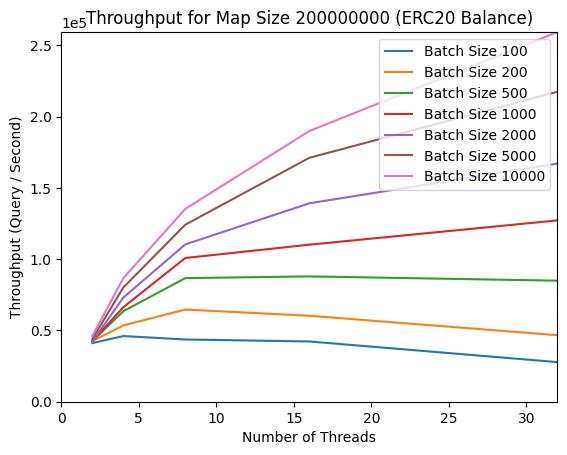 Throughput for Map Size 200000000 (ERC20 Balance)
1e5
2.5
2.0
1.5
1.0
0.5
0.0
Throughput (Query / Second)
Batch Size 100
Batch Size 200
Batch Size 500
Batch Size 1000
Batch Size 2000
Batch Size 5000
Batch Size 10000
0 5 10 15 20 25 30
Number of Threads